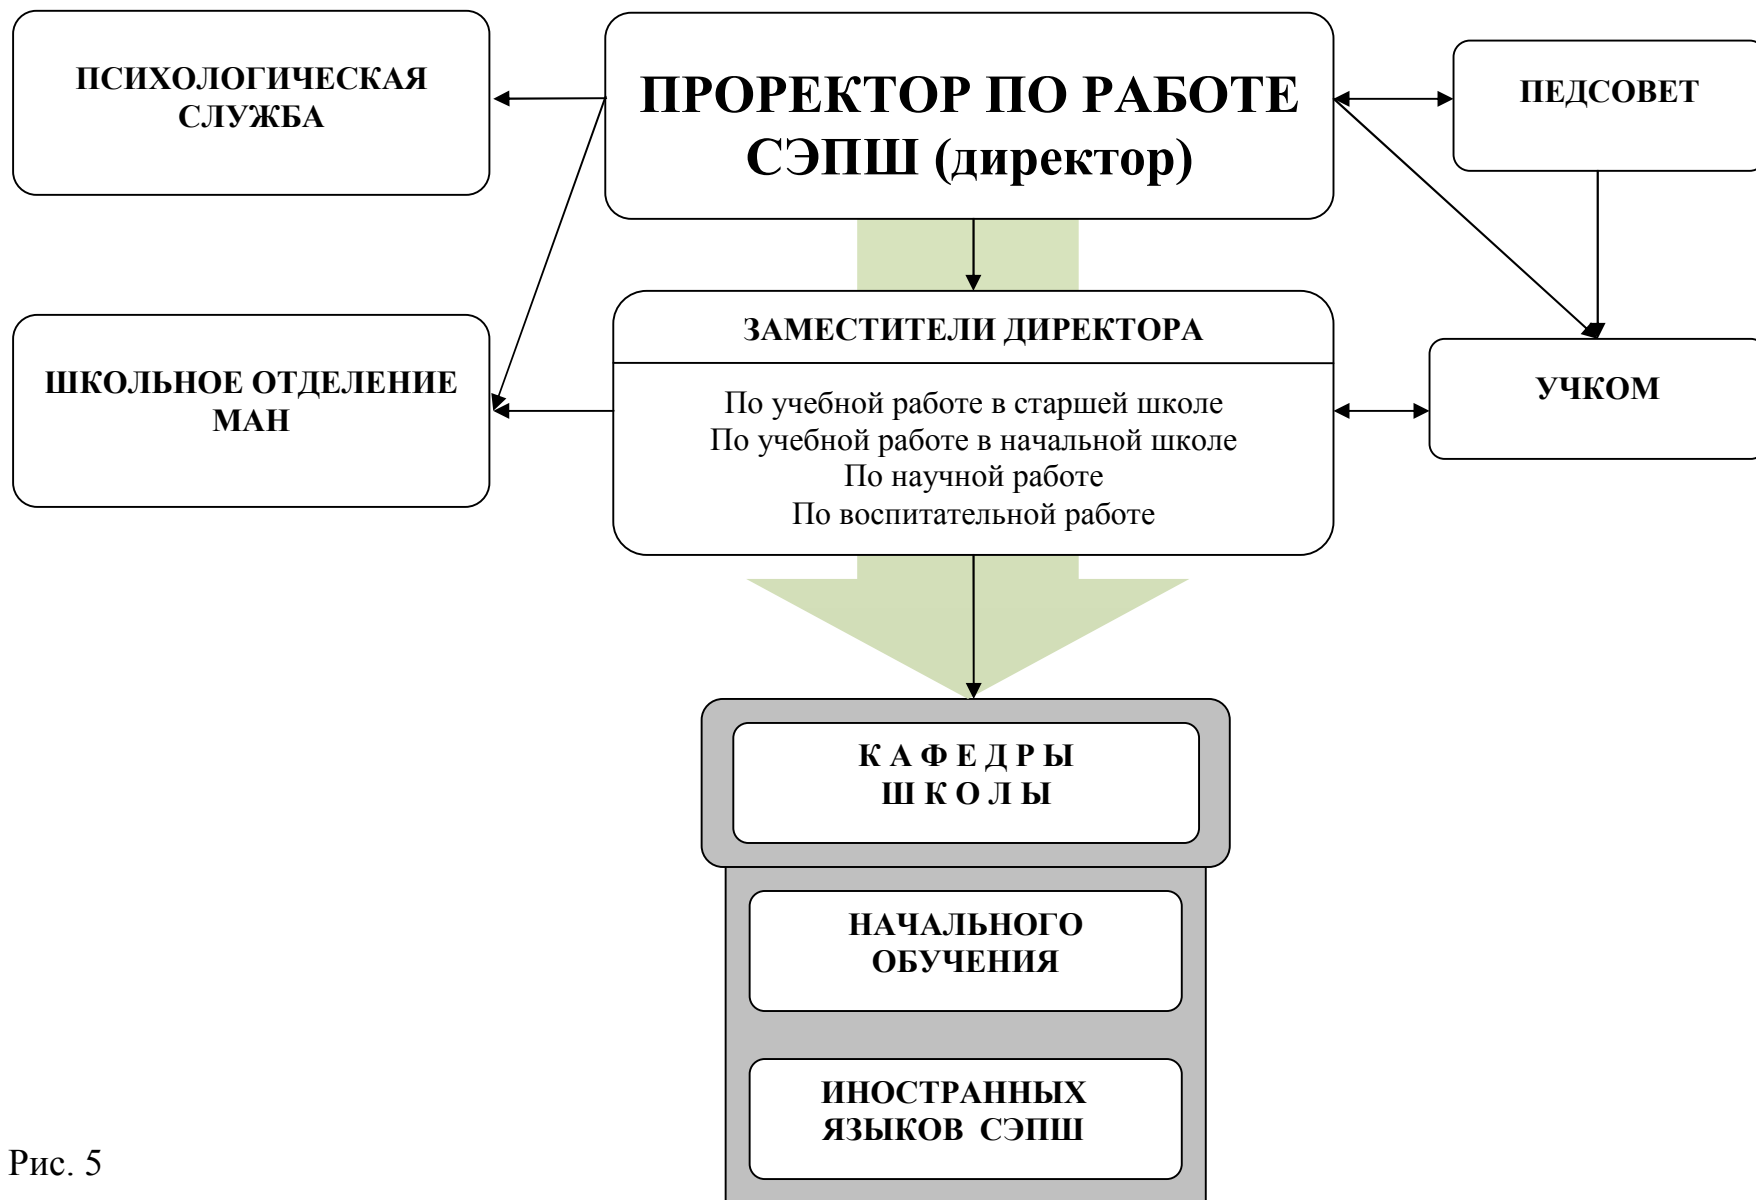 ПСИХОЛОГИЧЕСКАЯ
СЛУЖБА
ПРОРЕКТОР ПО РАБОТЕ
СЭПШ (директор)
ПЕДСОВЕТ
ШКОЛЬНОЕ ОТДЕЛЕНИЕ
МАН
ЗАМЕСТИТЕЛИ ДИРЕКТОРА
По учебной работе в старшей школе
По учебной работе в начальной школе
По научной работе
По воспитательной работе
УЧКОМ
К А Ф Е Д Р Ы
Ш К О Л Ы
НАЧАЛЬНОГО
ОБУЧЕНИЯ
ИНОСТРАННЫХ
ЯЗЫКОВ СЭПШ
Рис. 5